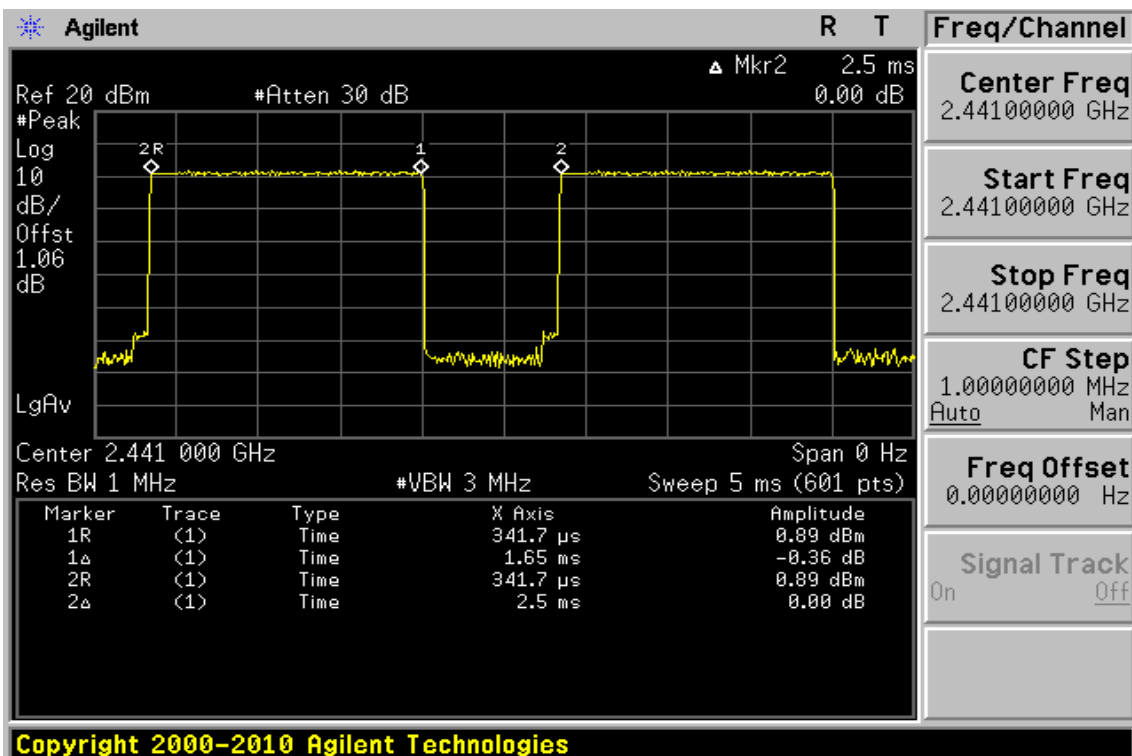 Agilent R T
Δ Mkr2 2.5 ms
Ref 20 dBm #Atten 30 dB 0.00 dB
#Peak
Log
10
dB/
Offst
1.06
dB
LgAv
2R 1 2
Center 2.441 000 GHz Span 0 Hz
Res BW 1 MHz #VBW 3 MHz Sweep 5 ms (601 pts)
Marker Trace Type X Axis Amplitude
1R (1) Time 341.7 µs 0.89 dBm
1Δ (1) Time 1.65 ms -0.36 dB
2R (1) Time 341.7 µs 0.89 dBm
2Δ (1) Time 2.5 ms 0.00 dB
Freq/Channel
Center Freq
2.44100000 GHz
Start Freq
2.44100000 GHz
Stop Freq
2.44100000 GHz
CF Step
1.00000000 MHz
Auto Man
Freq Offset
0.00000000 Hz
Signal Track
On Off
Copyright 2000-2010 Agilent Technologies